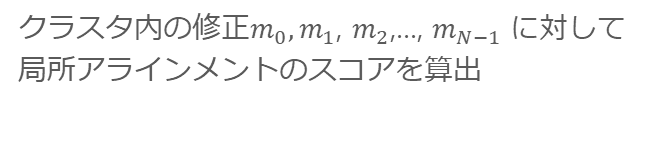 クラスタ内の修正m₀, m₁, m₂,…, m_{N−1} に対して
局所アラインメントのスコアを算出